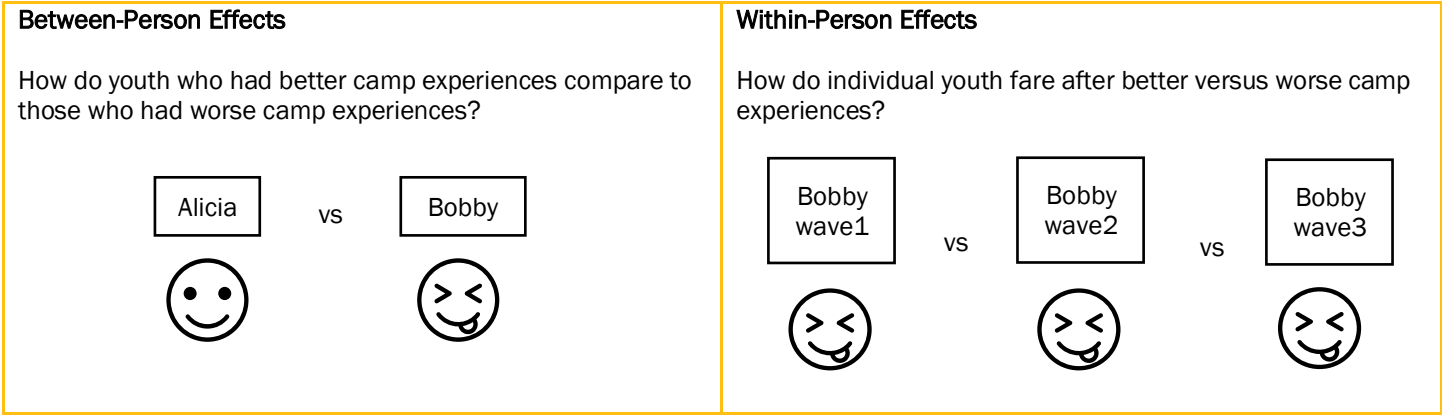 Between-Person Effects
How do youth who had better camp experiences compare to
those who had worse camp experiences?
Alicia
vs
Bobby
Within-Person Effects
How do individual youth fare after better versus worse camp
experiences?
Bobby
wave1
vs
Bobby
wave2
vs
Bobby
wave3